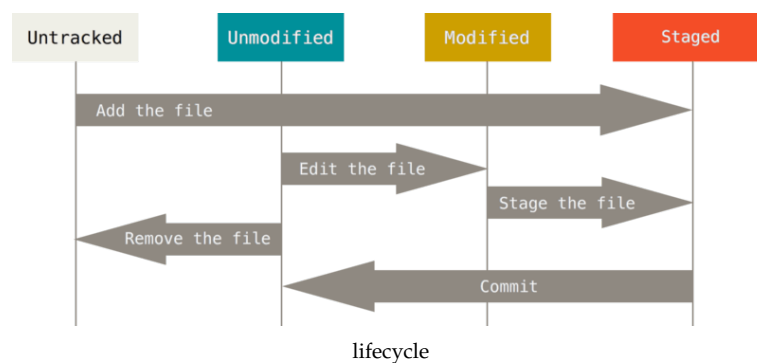 Untracked
Unmodified
Modified
Staged
Add the file
Edit the file
Stage the file
Remove the file
Commit
lifecycle